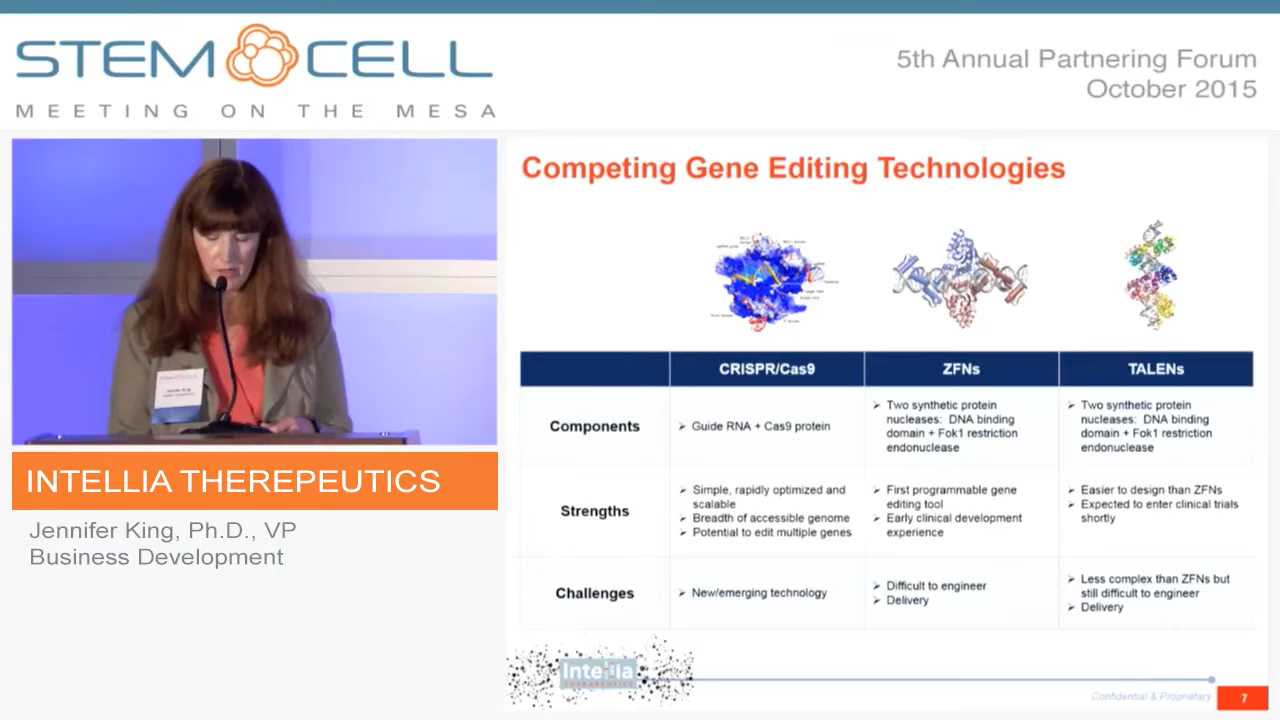 STEM CELL
MEETING ON THE MESA
5th Annual Partnering Forum
October 2015
INTELLIA THEREPEUTICS
Jennifer King, Ph.D., VP
Business Development
Competing Gene Editing Technologies
CRISPR/Cas9
ZFNs
TALENs
Components
➢ Guide RNA + Cas9 protein
➢ Two synthetic protein
nucleases: DNA binding
domain + Fok1 restriction
endonuclease
➢ Two synthetic protein
nucleases: DNA binding
domain + Fok1 restriction
endonuclease
Strengths
➢ Simple, rapidly optimized and
scalable
➢ Breadth of accessible genome
➢ Potential to edit multiple genes
➢ First programmable gene
editing tool
➢ Early clinical development
experience
➢ Easier to design than ZFNs
➢ Expected to enter clinical trials
shortly
Challenges
➢ New/emerging technology
➢ Difficult to engineer
➢ Delivery
➢ Less complex than ZFNs but
still difficult to engineer
➢ Delivery
Intellia
THERAPEUTICS
Confidential & Proprietary
7